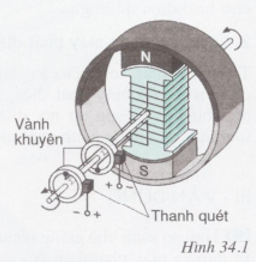 N
Vành
khuyên
S
+ -
Thanh quét
- +
Hình 34.1